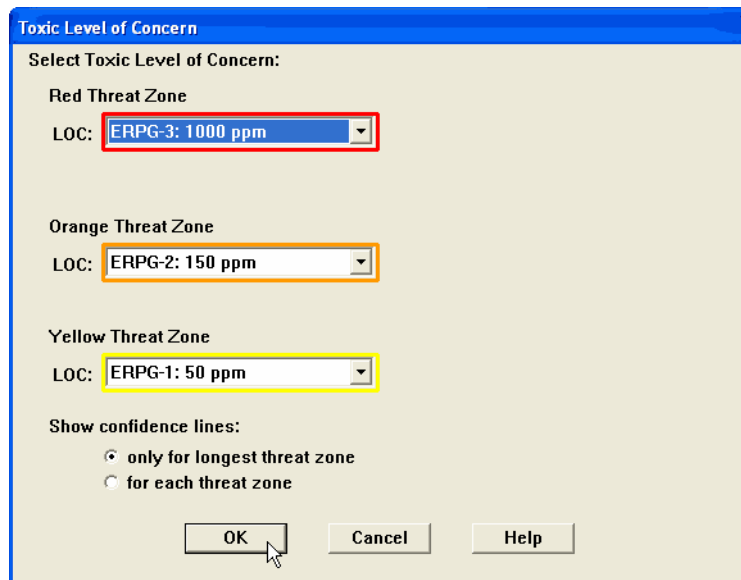 Toxic Level of Concern
Select Toxic Level of Concern:
Red Threat Zone
LOC: ERPG-3: 1000 ppm
Orange Threat Zone
LOC: ERPG-2: 150 ppm
Yellow Threat Zone
LOC: ERPG-1: 50 ppm
Show confidence lines:
only for longest threat zone
for each threat zone
OK Cancel Help